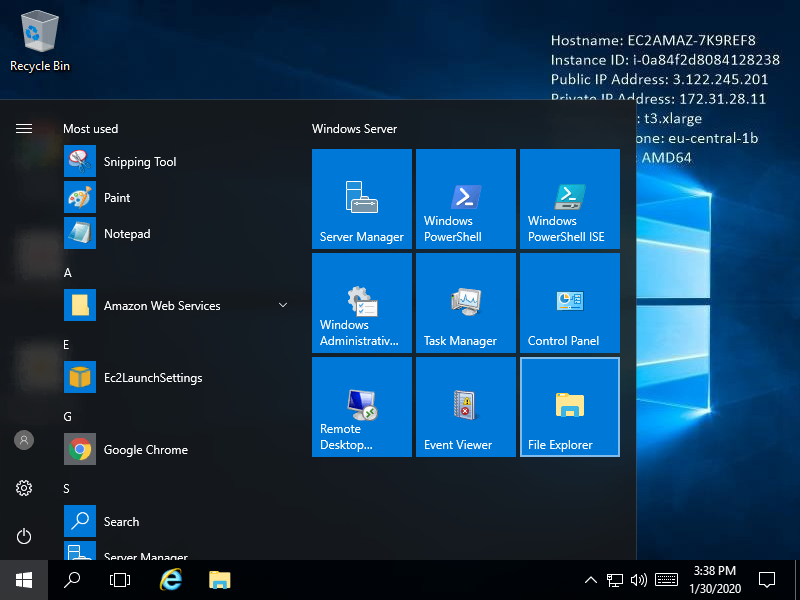 Recycle Bin
Hostname: EC2AMAZ-7K9REF8
Instance ID: i-0a84f2d8084128238
Public IP Address: 3.122.245.201
Private IP Address: 172.31.28.11
: t3.xlarge
one: eu-central-1b
AMD64
Most used
Snipping Tool
Paint
Notepad
A
Amazon Web Services
E
Ec2LaunchSettings
G
Google Chrome
S
Search
Server Manager
Windows Server
Server Manager
Windows
PowerShell
Windows
PowerShell ISE
Windows
Administrativ...
Task Manager
Control Panel
Remote
Desktop...
Event Viewer
File Explorer
3:38 PM
1/30/2020